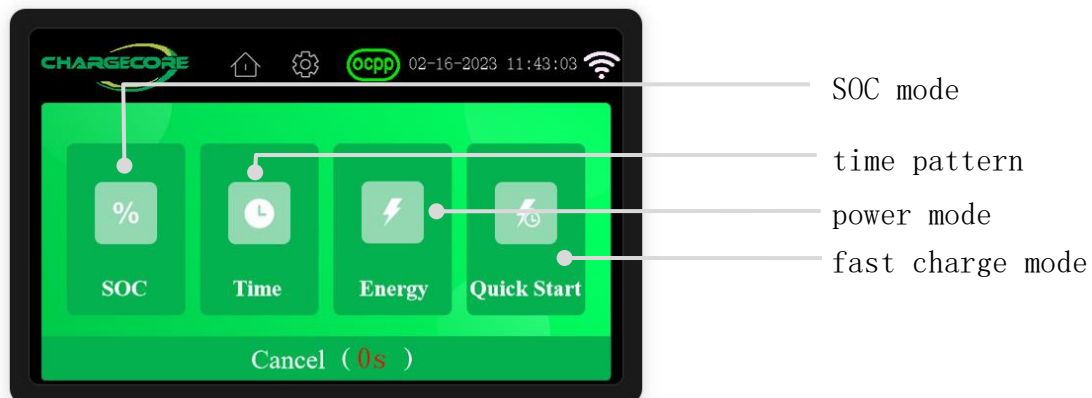 CHARGECORE ocpp 02-16-2023 11:43:03
SOC mode
time pattern
power mode
fast charge mode
%
SOC Time Energy Quick Start
Cancel (0s )